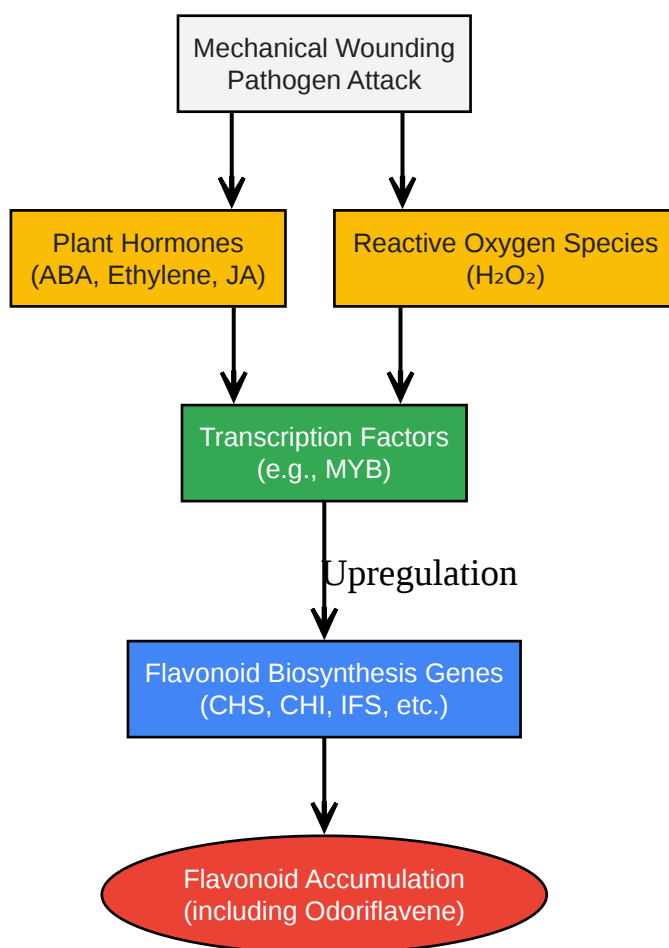 Mechanical Wounding
Pathogen Attack
Plant Hormones
(ABA, Ethylene, JA)
Reactive Oxygen Species
(H₂O₂)
Transcription Factors
(e.g., MYB)
Upregulation
Flavonoid Biosynthesis Genes
(CHS, CHI, IFS, etc.)
Flavonoid Accumulation
(including Odoriflavene)